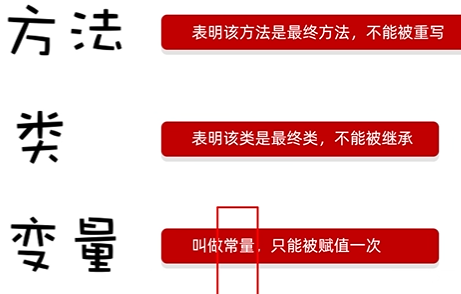 方法
表明该方法是最终方法，不能被重写
类
表明该类是最终类，不能被继承
变量
叫做常量，只能被赋值一次